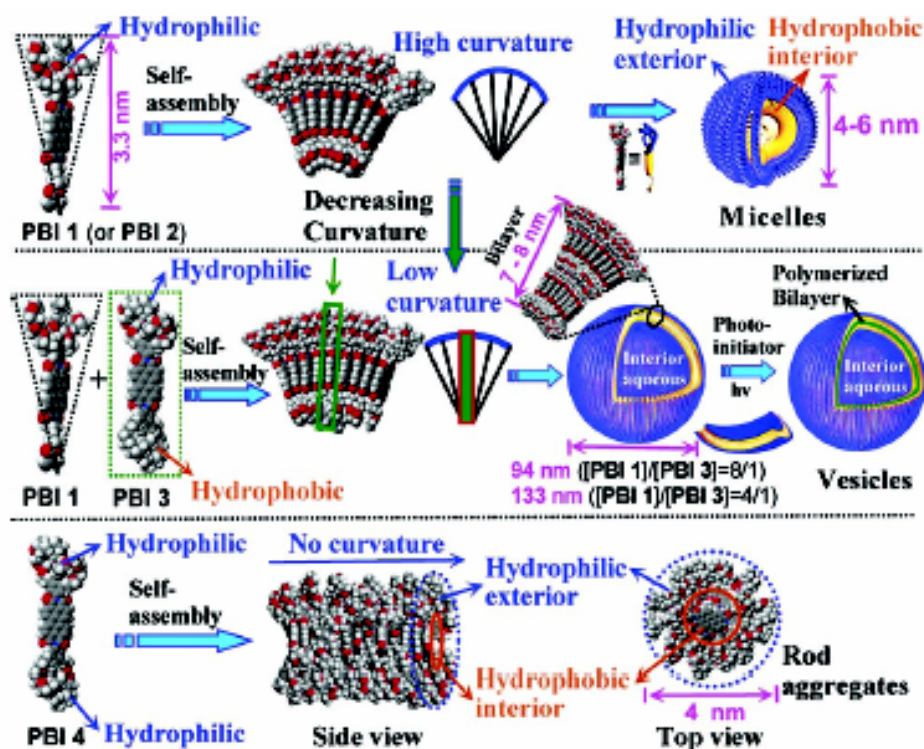 Hydrophilic
3.3 nm
PBI 1 (or PBI 2)
Self-
assembly
High curvature
Decreasing
Curvature
Hydrophilic
exterior
Hydrophobic
interior
4-6 nm
Micelles
Hydrophilic
PBI 1
+
PBI 3
Hydrophobic
Self-
assembly
Low
curvature
Bilayer
7 - 8 nm
Interior
aqueous
94 nm ([PBI 1]/[PBI 3]=8/1)
133 nm ([PBI 1]/[PBI 3]=4/1)
Photo-
initiator
hν
Polymerized
Bilayer
Interior
aqueous
Vesicles
Hydrophilic
PBI 4
Hydrophilic
Self-
assembly
No curvature
Hydrophilic
exterior
Hydrophobic
interior
Side view
4 nm
Top view
Rod
aggregates